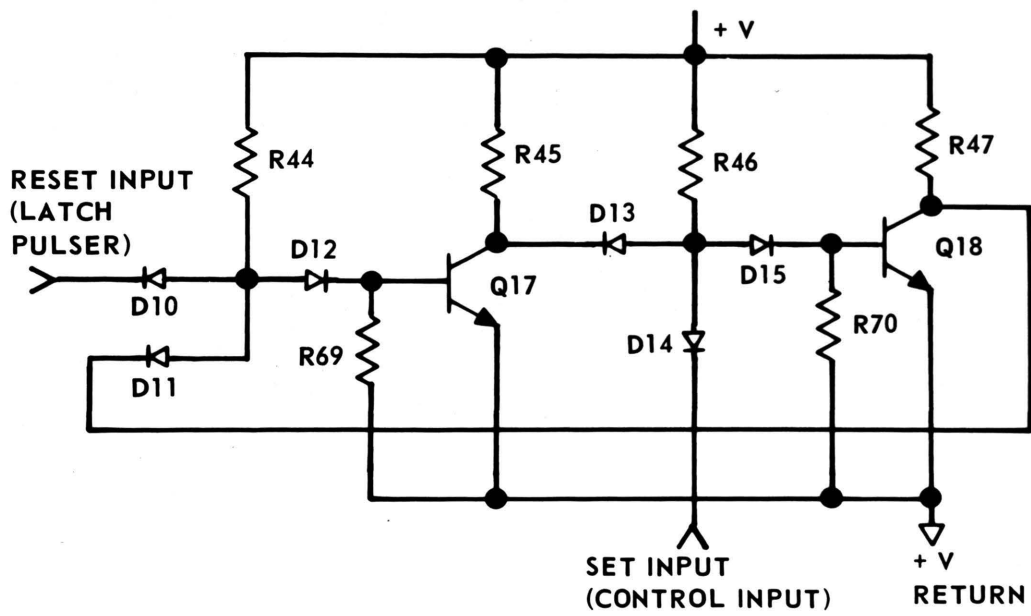 + V
R44
R45
R46
R47
RESET INPUT
(LATCH
PULSER)
D13
D12
D15
Q18
D10
Q17
R69
D14
R70
D11
SET INPUT
(CONTROL INPUT)
+ V
RETURN